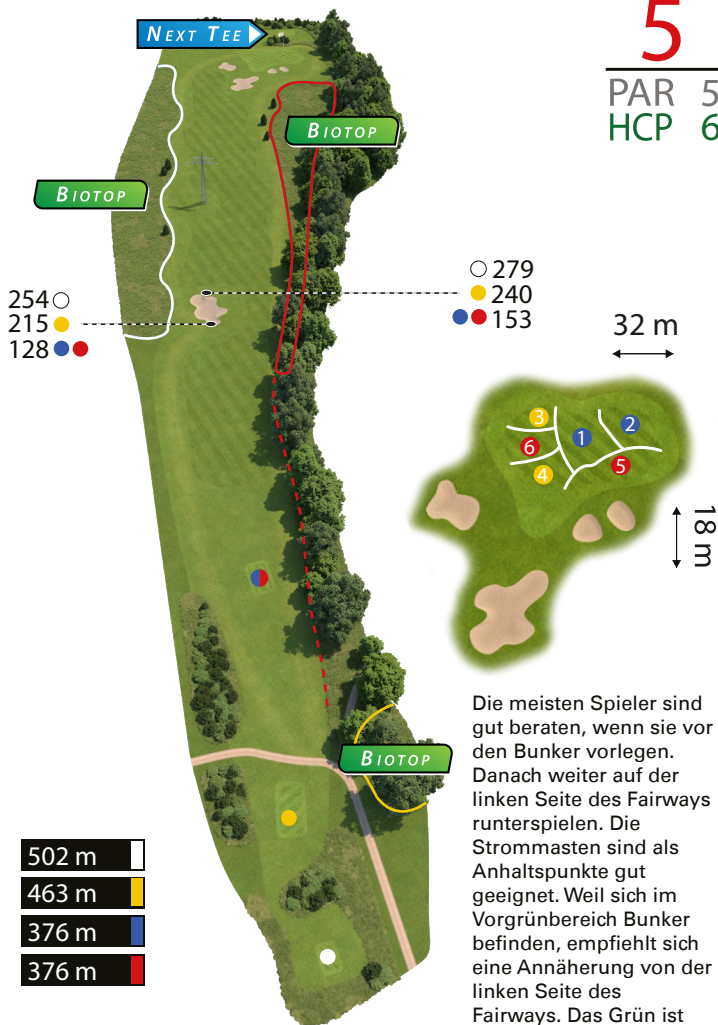 NEXT TEE
5
PAR 5
HCP 6
BIOTOP
BIOTOP
254
215
128
279
240
153
32 m
3
2
1
6
5
4
18 m
BIOTOP
502 m
463 m
376 m
376 m
Die meisten Spieler sind
gut beraten, wenn sie vor
den Bunker vorlegen.
Danach weiter auf der
linken Seite des Fairways
runterspielen. Die
Strommasten sind als
Anhaltspunkte gut
geeignet. Weil sich im
Vorgrünbereich Bunker
befinden, empfiehlt sich
eine Annäherung von der
linken Seite des
Fairways. Das Grün ist